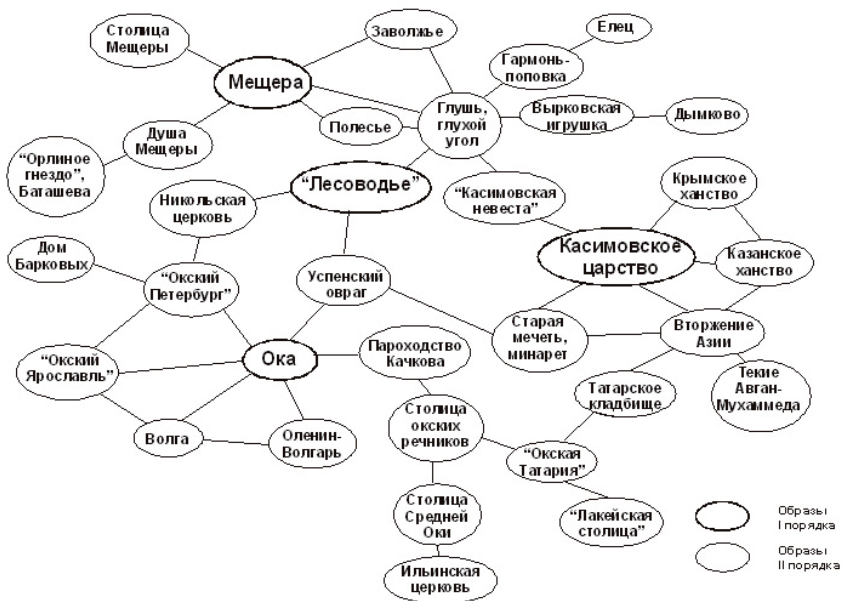 Столица
Мещеры
Заволжье
Елец
Гармонь-
поповка
Мещера
Глушь,
глухой
угол
Вырковская
игрушка
Дымково
Полесье
Душа
Мещеры
"Орлиное
гнездо",
Баташева
"Лесоводье"
Никольская
церковь
"Касимовская
невеста"
Крымское
ханство
Касимовское
царство
Казанское
ханство
Дом
Барковых
"Окский
Петербург"
Успенский
овраг
Старая
мечеть,
минарет
Вторжение
Азии
Ока
Пароходство
Качкова
"Окский
Ярославль"
Татарское
кладбище
Текие
Авган-
Мухаммеда
Волга
Оленин-
Волгарь
Столица
окских
речников
"Окская
Татария"
Столица
Средней
Оки
"Лакейская
столица"
Ильинская
церковь
Образы
I порядка
Образы
II порядка